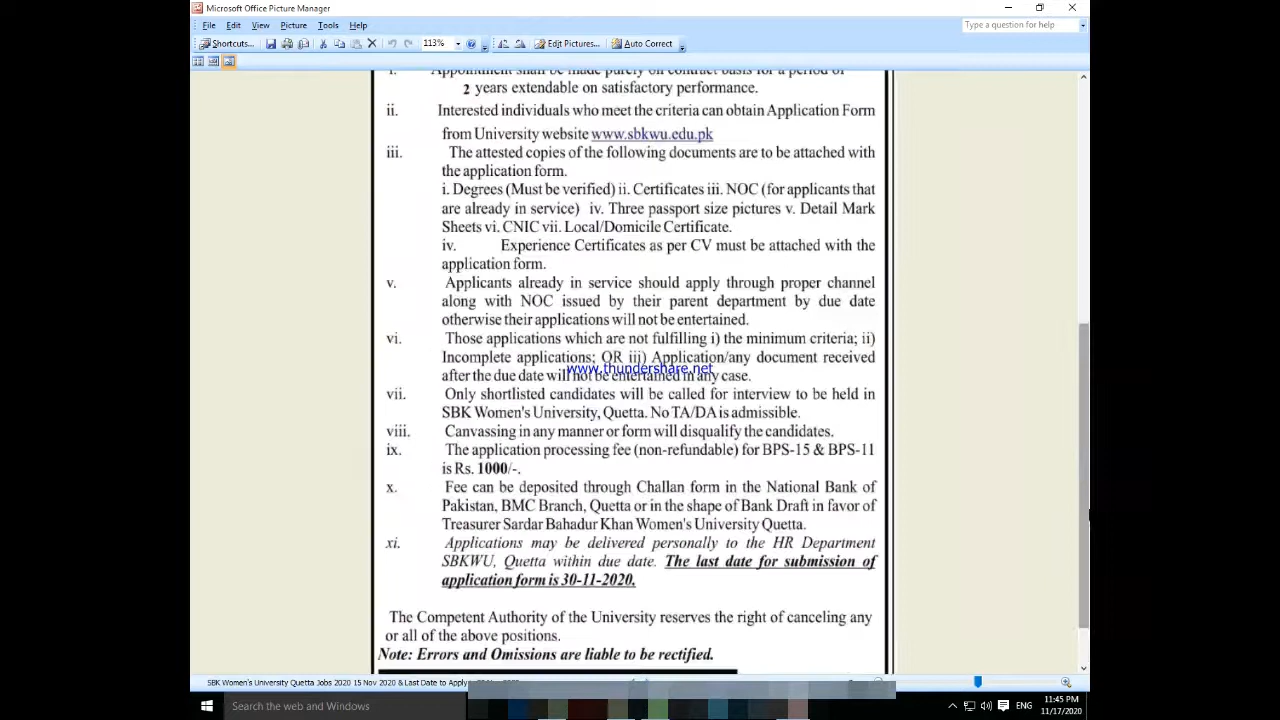 Microsoft Office Picture Manager
File Edit View Picture Tools Help
Type a question for help
Shortcuts... 113% Edit Pictures... Auto Correct
i. Appointment shall be made purely on contract basis for a period of
2 years extendable on satisfactory performance.
ii. Interested individuals who meet the criteria can obtain Application Form
from University website www.sbkwu.edu.pk
iii. The attested copies of the following documents are to be attached with
the application form.
i. Degrees (Must be verified) ii. Certificates iii. NOC (for applicants that
are already in service) iv. Three passport size pictures v. Detail Mark
Sheets vi. CNIC vii. Local/Domicile Certificate.
iv. Experience Certificates as per CV must be attached with the
application form.
v. Applicants already in service should apply through proper channel
along with NOC issued by their parent department by due date
otherwise their applications will not be entertained.
vi. Those applications which are not fulfilling i) the minimum criteria; ii)
Incomplete applications; OR iii) Application/any document received
www.thundershare.net
after the due date will not be entertained in any case.
vii. Only shortlisted candidates will be called for interview to be held in
SBK Women's University, Quetta. No TA/DA is admissible.
viii. Canvassing in any manner or form will disqualify the candidates.
ix. The application processing fee (non-refundable) for BPS-15 & BPS-11
is Rs. 1000/-.
x. Fee can be deposited through Challan form in the National Bank of
Pakistan, BMC Branch, Quetta or in the shape of Bank Draft in favor of
Treasurer Sardar Bahadur Khan Women's University Quetta.
xi. Applications may be delivered personally to the HR Department
SBKWU, Quetta within due date. The last date for submission of
application form is 30-11-2020.
The Competent Authority of the University reserves the right of canceling any
or all of the above positions.
Note: Errors and Omissions are liable to be rectified.
SBK Women's University Quetta Jobs 2020 15 Nov 2020 & Last Date to Apply
Search the web and Windows
ENG
11:45 PM
11/17/2020